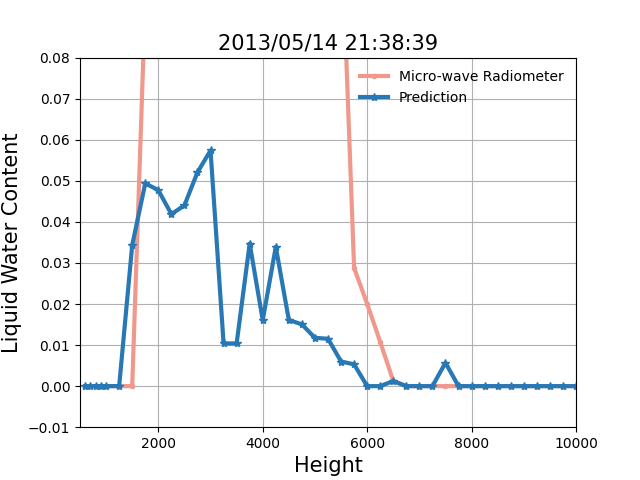 2013/05/14 21:38:39
Micro-wave Radiometer
Prediction
Liquid Water Content
0.08
0.07
0.06
0.05
0.04
0.03
0.02
0.01
0.00
−0.01
2000 4000 6000 8000 10000
Height